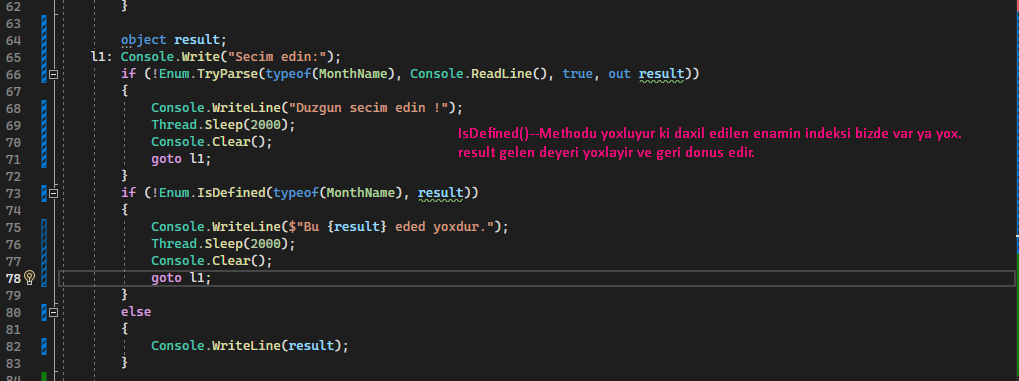 62 }
63
64 object result;
65 l1: Console.Write("Secim edin:");
66 if (!Enum.TryParse(typeof(MonthName), Console.ReadLine(), true, out result))
67 {
68 Console.WriteLine("Duzgun secim edin !");
69 Thread.Sleep(2000);
70 Console.Clear();
71 goto l1;
72 }
73 if (!Enum.IsDefined(typeof(MonthName), result))
74 {
75 Console.WriteLine($"Bu {result} eded yoxdur.");
76 Thread.Sleep(2000);
77 Console.Clear();
78 goto l1;
79 }
80 else
81 {
82 Console.WriteLine(result);
83 }
84
IsDefined()--Methodu yoxluyur ki daxil edilen enamin indeksi bizde var ya yox.
result gelen deyeri yoxlayir ve geri donus edir.